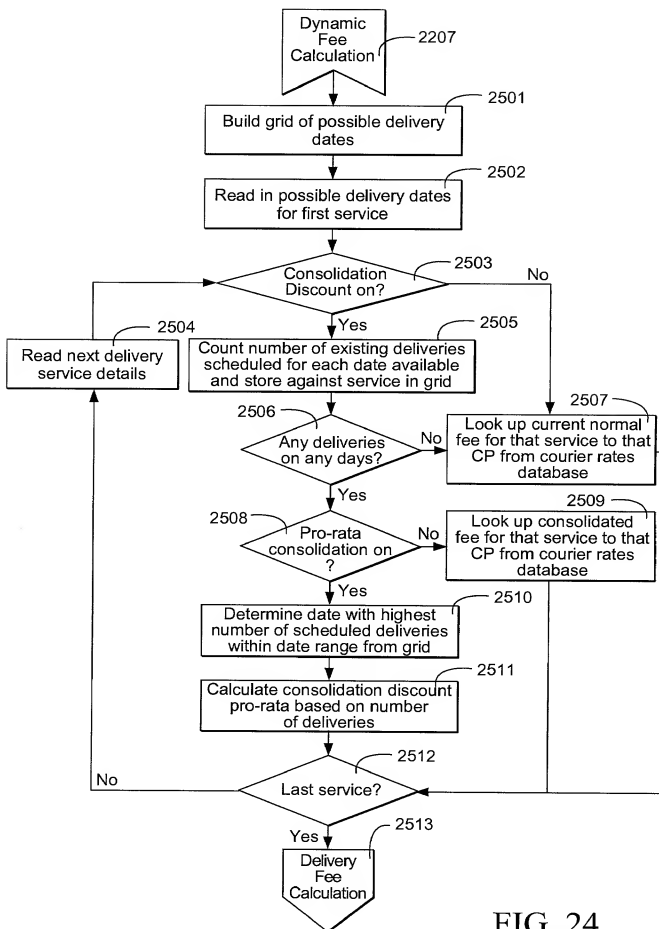 Dynamic
Fee
Calculation
2207
2501
Build grid of possible delivery
dates
2502
Read in possible delivery dates
for first service
Consolidation
Discount on?
2503
No
Yes
2504
Read next delivery
service details
2505
Count number of existing deliveries
scheduled for each date available
and store against service in grid
2506
Any deliveries
on any days?
No
Yes
2507
Look up current normal
fee for that service to that
CP from courier rates
database
2508
Pro-rata
consolidation on
?
No
Yes
2509
Look up consolidated
fee for that service to that
CP from courier rates
database
2510
Determine date with highest
number of scheduled deliveries
within date range from grid
2511
Calculate consolidation discount
pro-rata based on number
of deliveries
2512
Last service?
No
Yes
2513
Delivery
Fee
Calculation
FIG. 24